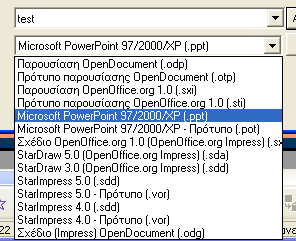 test
Microsoft PowerPoint 97/2000/XP (.ppt)
Παρουσίαση OpenDocument (.odp)
Πρότυπο παρουσίασης OpenDocument (.otp)
Παρουσίαση OpenOffice.org 1.0 (.sxi)
Πρότυπο παρουσίασης OpenOffice.org 1.0 (.sti)
Microsoft PowerPoint 97/2000/XP (.ppt)
Microsoft PowerPoint 97/2000/XP - Πρότυπο (.pot)
Σχέδιο OpenOffice.org 1.0 (OpenOffice.org Impress) (.sx
StarDraw 5.0 (OpenOffice.org Impress) (.sda)
StarDraw 3.0 (OpenOffice.org Impress) (.sdd)
StarImpress 5.0 (.sdd)
StarImpress 5.0 - Πρότυπο (.vor)
StarImpress 4.0 (.sdd)
StarImpress 4.0 - Πρότυπο (.vor)
Σχέδιο (Impress) OpenDocument (.odg)
22